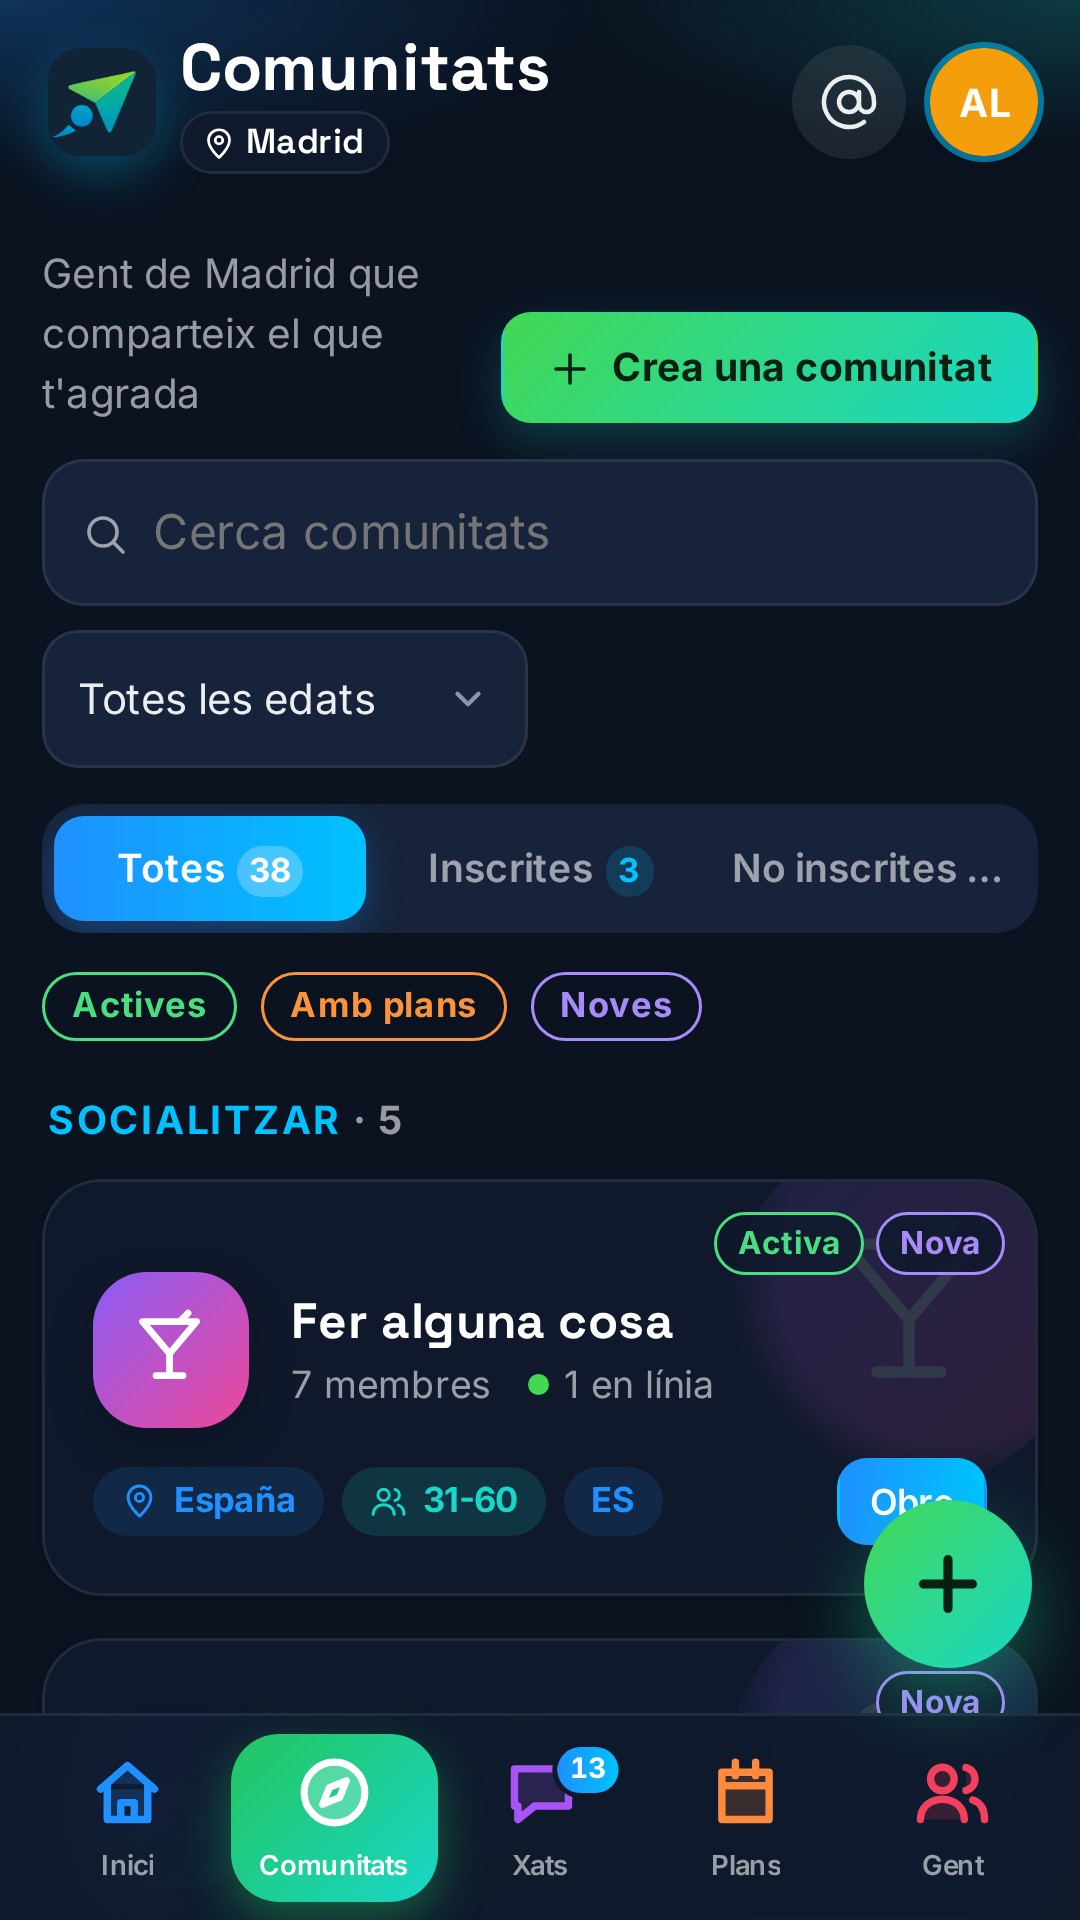 Comunitats
Madrid
AL
Gent de Madrid que
comparteix el que
t'agrada
Crea una comunitat
Cerca comunitats
Totes les edats
Totes 38
Inscrites 3
No inscrites ...
Actives
Amb plans
Noves
SOCIALITZAR · 5
Activa
Nova
Fer alguna cosa
7 membres
1 en línia
España
31-60
ES
Nova
13
Inici
Comunitats
Xats
Plans
Gent